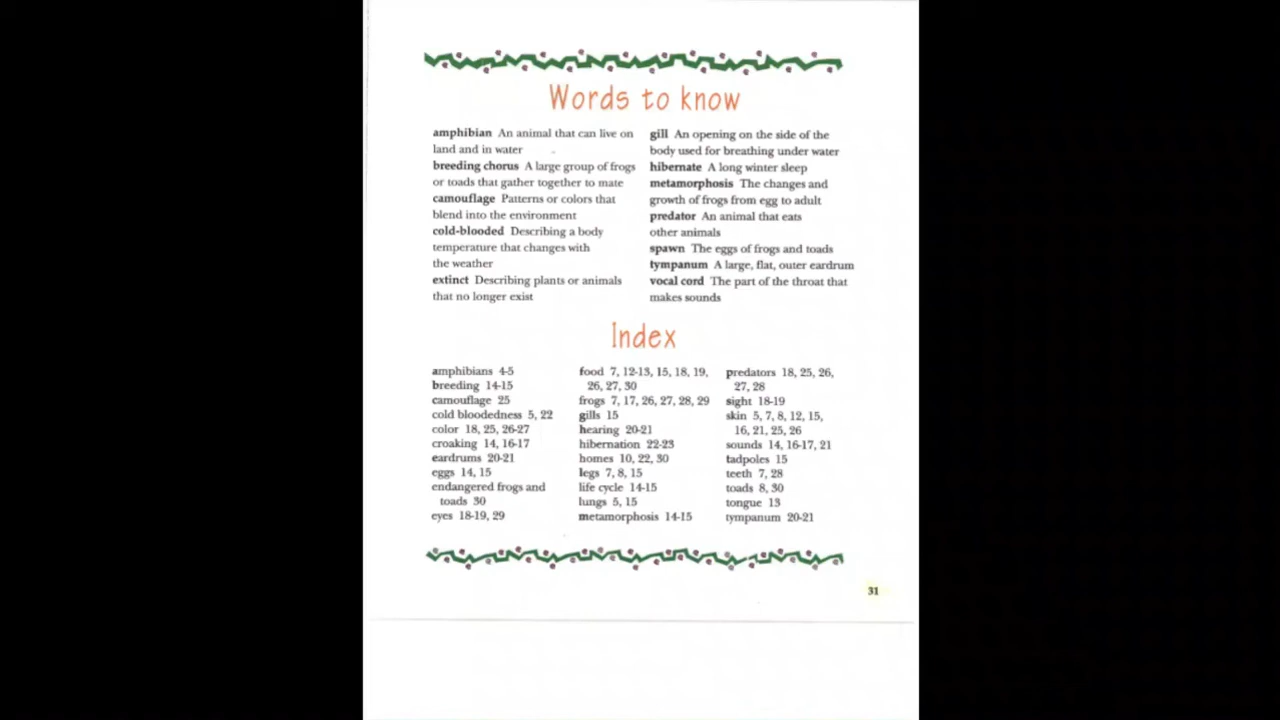 Words to know
amphibian An animal that can live on
land and in water
breeding chorus A large group of frogs
or toads that gather together to mate
camouflage Patterns or colors that
blend into the environment
cold-blooded Describing a body
temperature that changes with
the weather
extinct Describing plants or animals
that no longer exist
gill An opening on the side of the
body used for breathing under water
hibernate A long winter sleep
metamorphosis The changes and
growth of frogs from egg to adult
predator An animal that eats
other animals
spawn The eggs of frogs and toads
tympanum A large, flat, outer eardrum
vocal cord The part of the throat that
makes sounds
Index
amphibians 4-5
breeding 14-15
camouflage 25
cold bloodedness 5, 22
color 18, 25, 26-27
croaking 14, 16-17
eardrums 20-21
eggs 14, 15
endangered frogs and
toads 30
eyes 18-19, 29
food 7, 12-13, 15, 18, 19,
26, 27, 30
frogs 7, 17, 26, 27, 28, 29
gills 15
hearing 20-21
hibernation 22-23
homes 10, 22, 30
legs 7, 8, 15
life cycle 14-15
lungs 5, 15
metamorphosis 14-15
predators 18, 25, 26,
27, 28
sight 18-19
skin 5, 7, 8, 12, 15,
16, 21, 25, 26
sounds 14, 16-17, 21
tadpoles 15
teeth 7, 28
toads 8, 30
tongue 13
tympanum 20-21
31